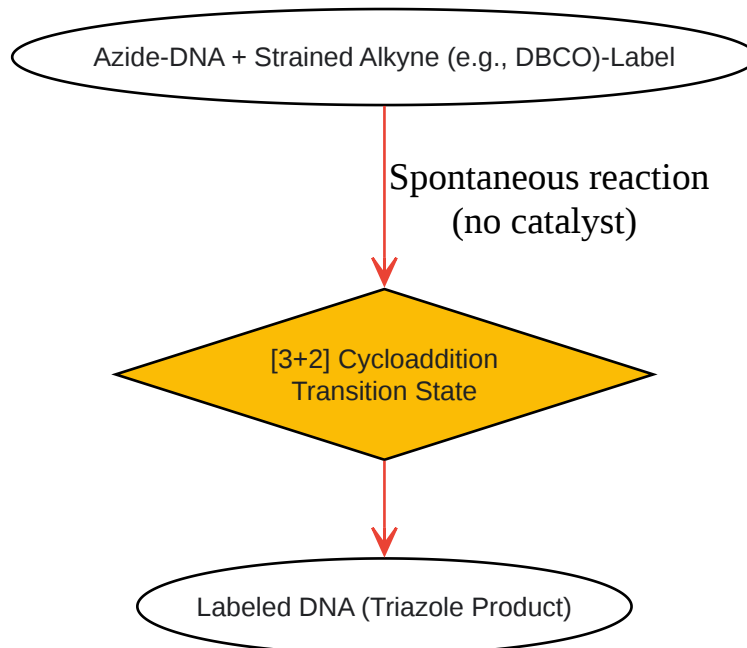 Azide-DNA + Strained Alkyne (e.g., DBCO)-Label
Spontaneous reaction
(no catalyst)
[3+2] Cycloaddition
Transition State
Labeled DNA (Triazole Product)